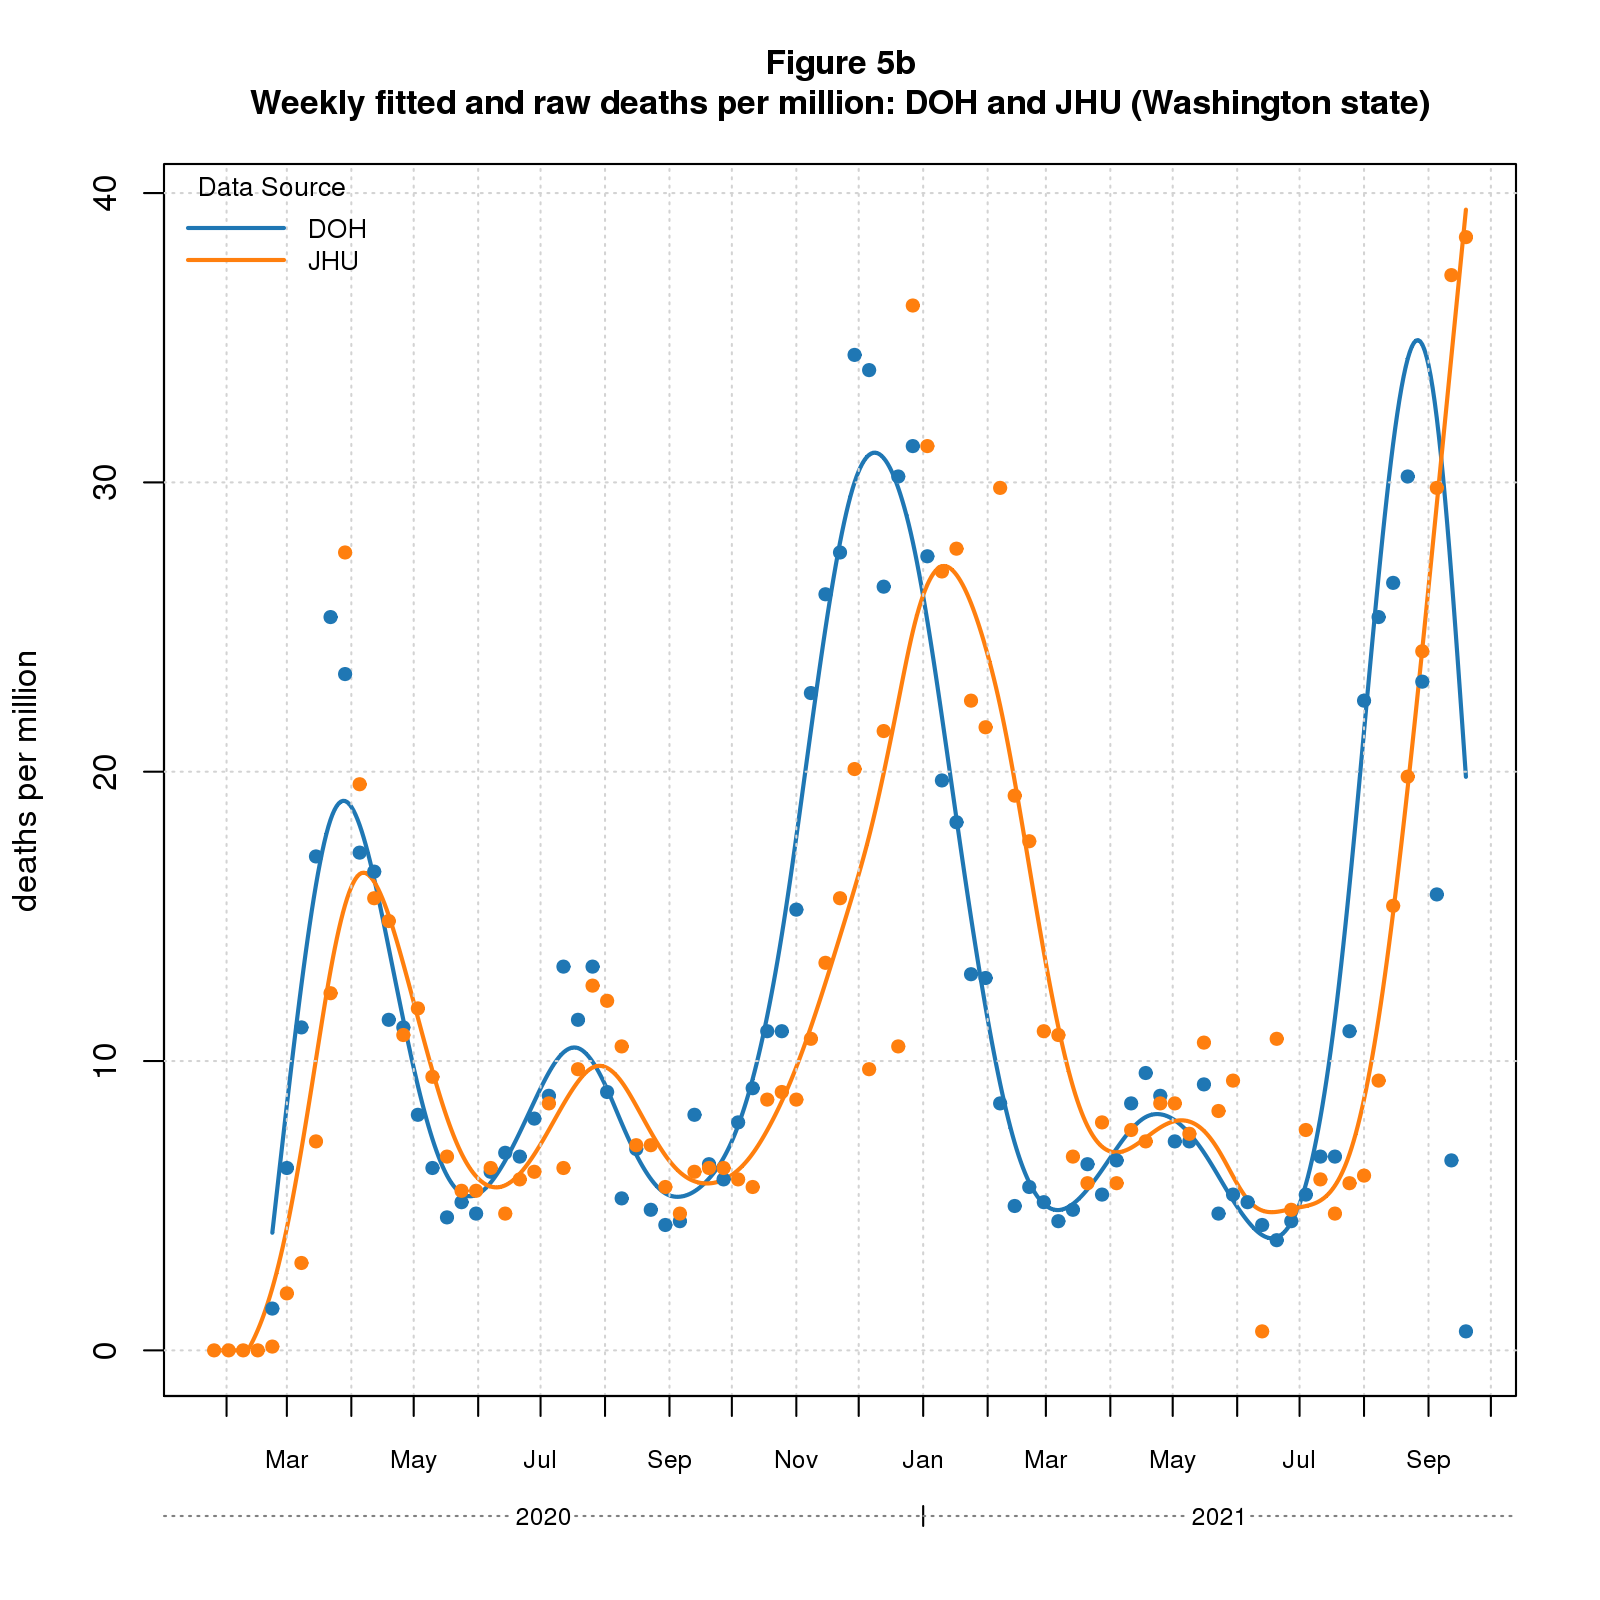 Figure 5b
Weekly fitted and raw deaths per million: DOH and JHU (Washington state)
Data Source
DOH
JHU
deaths per million
40
30
20
10
0
Mar May Jul Sep Nov Jan Mar May Jul Sep
2020 2021